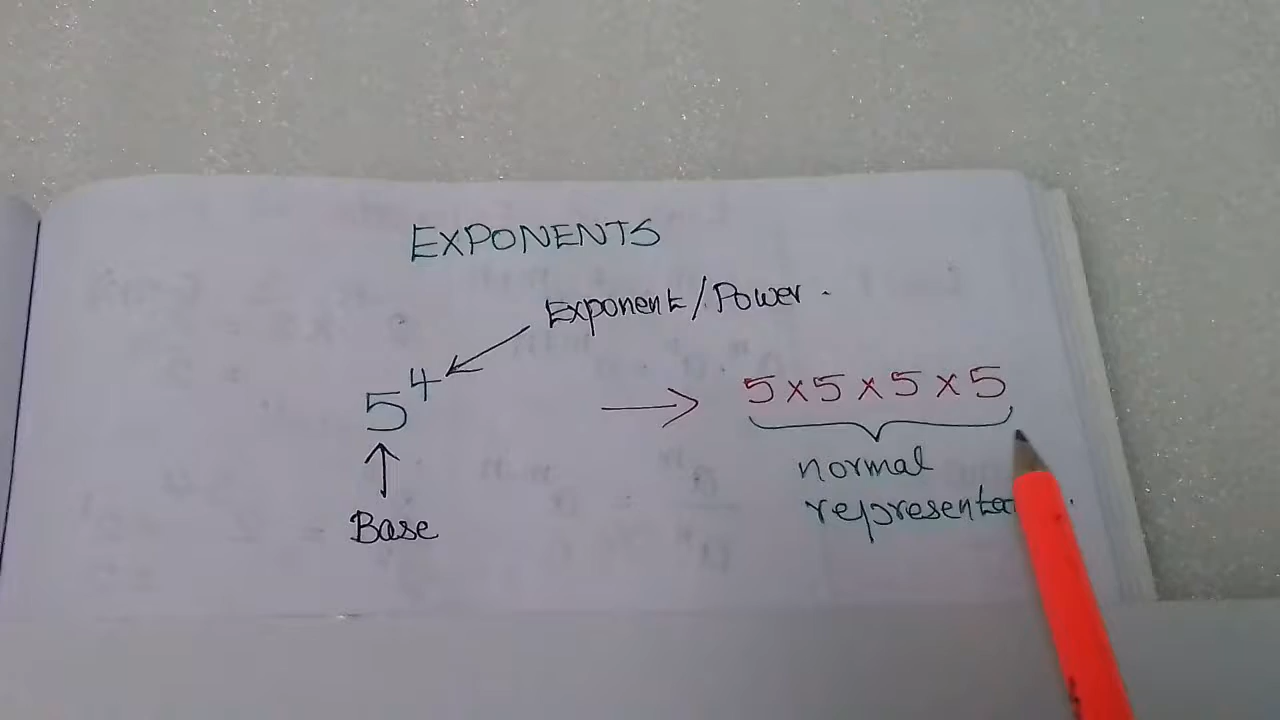 EXPONENTS
Exponent/Power.
5⁴
→ 5×5×5×5
normal
Base